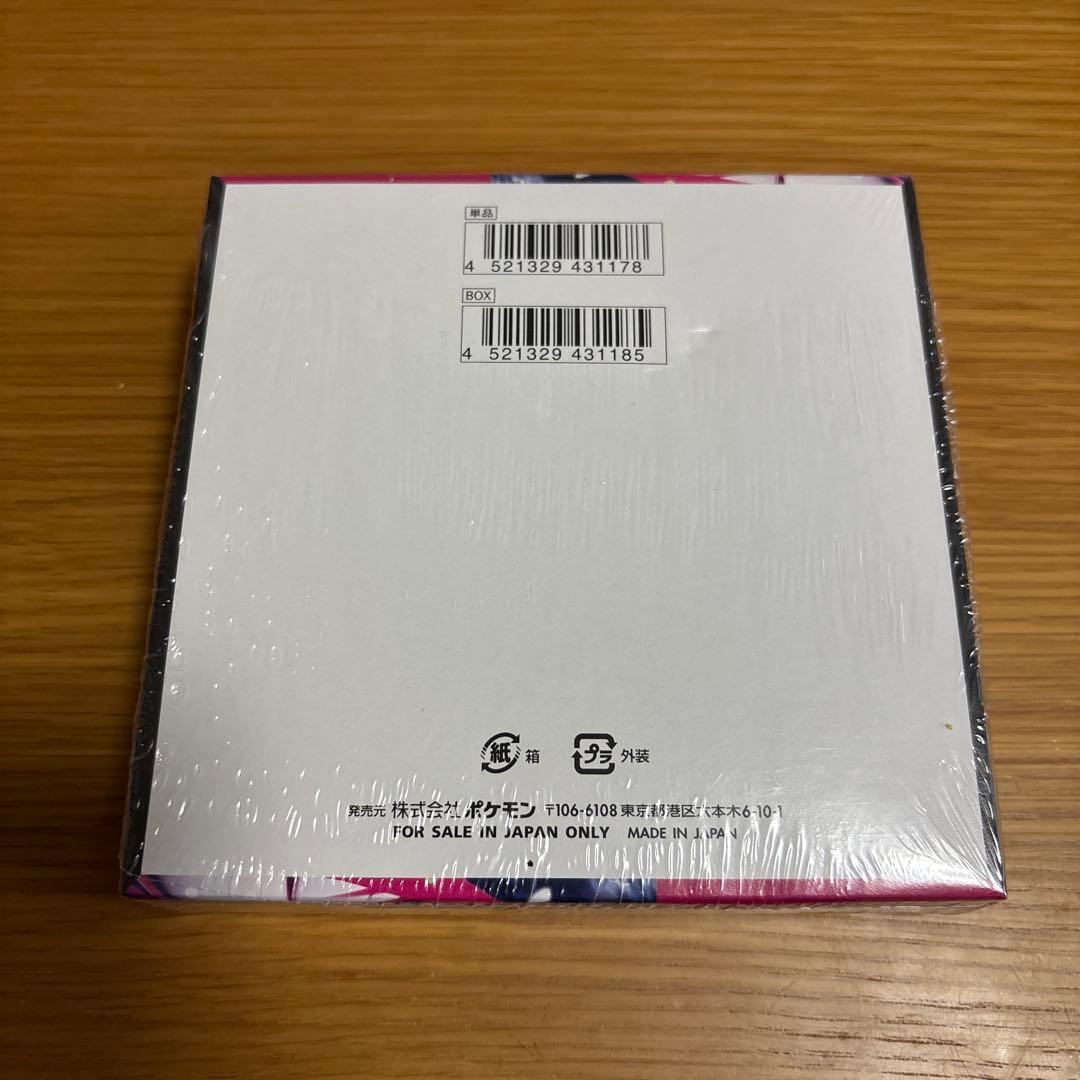 単品
4 521329 431178
BOX
4 521329 431185
紙 箱 プラ 外装
発売元 株式会社ポケモン 〒106-6108 東京都港区六本木6-10-1
FOR SALE IN JAPAN ONLY MADE IN JAPAN